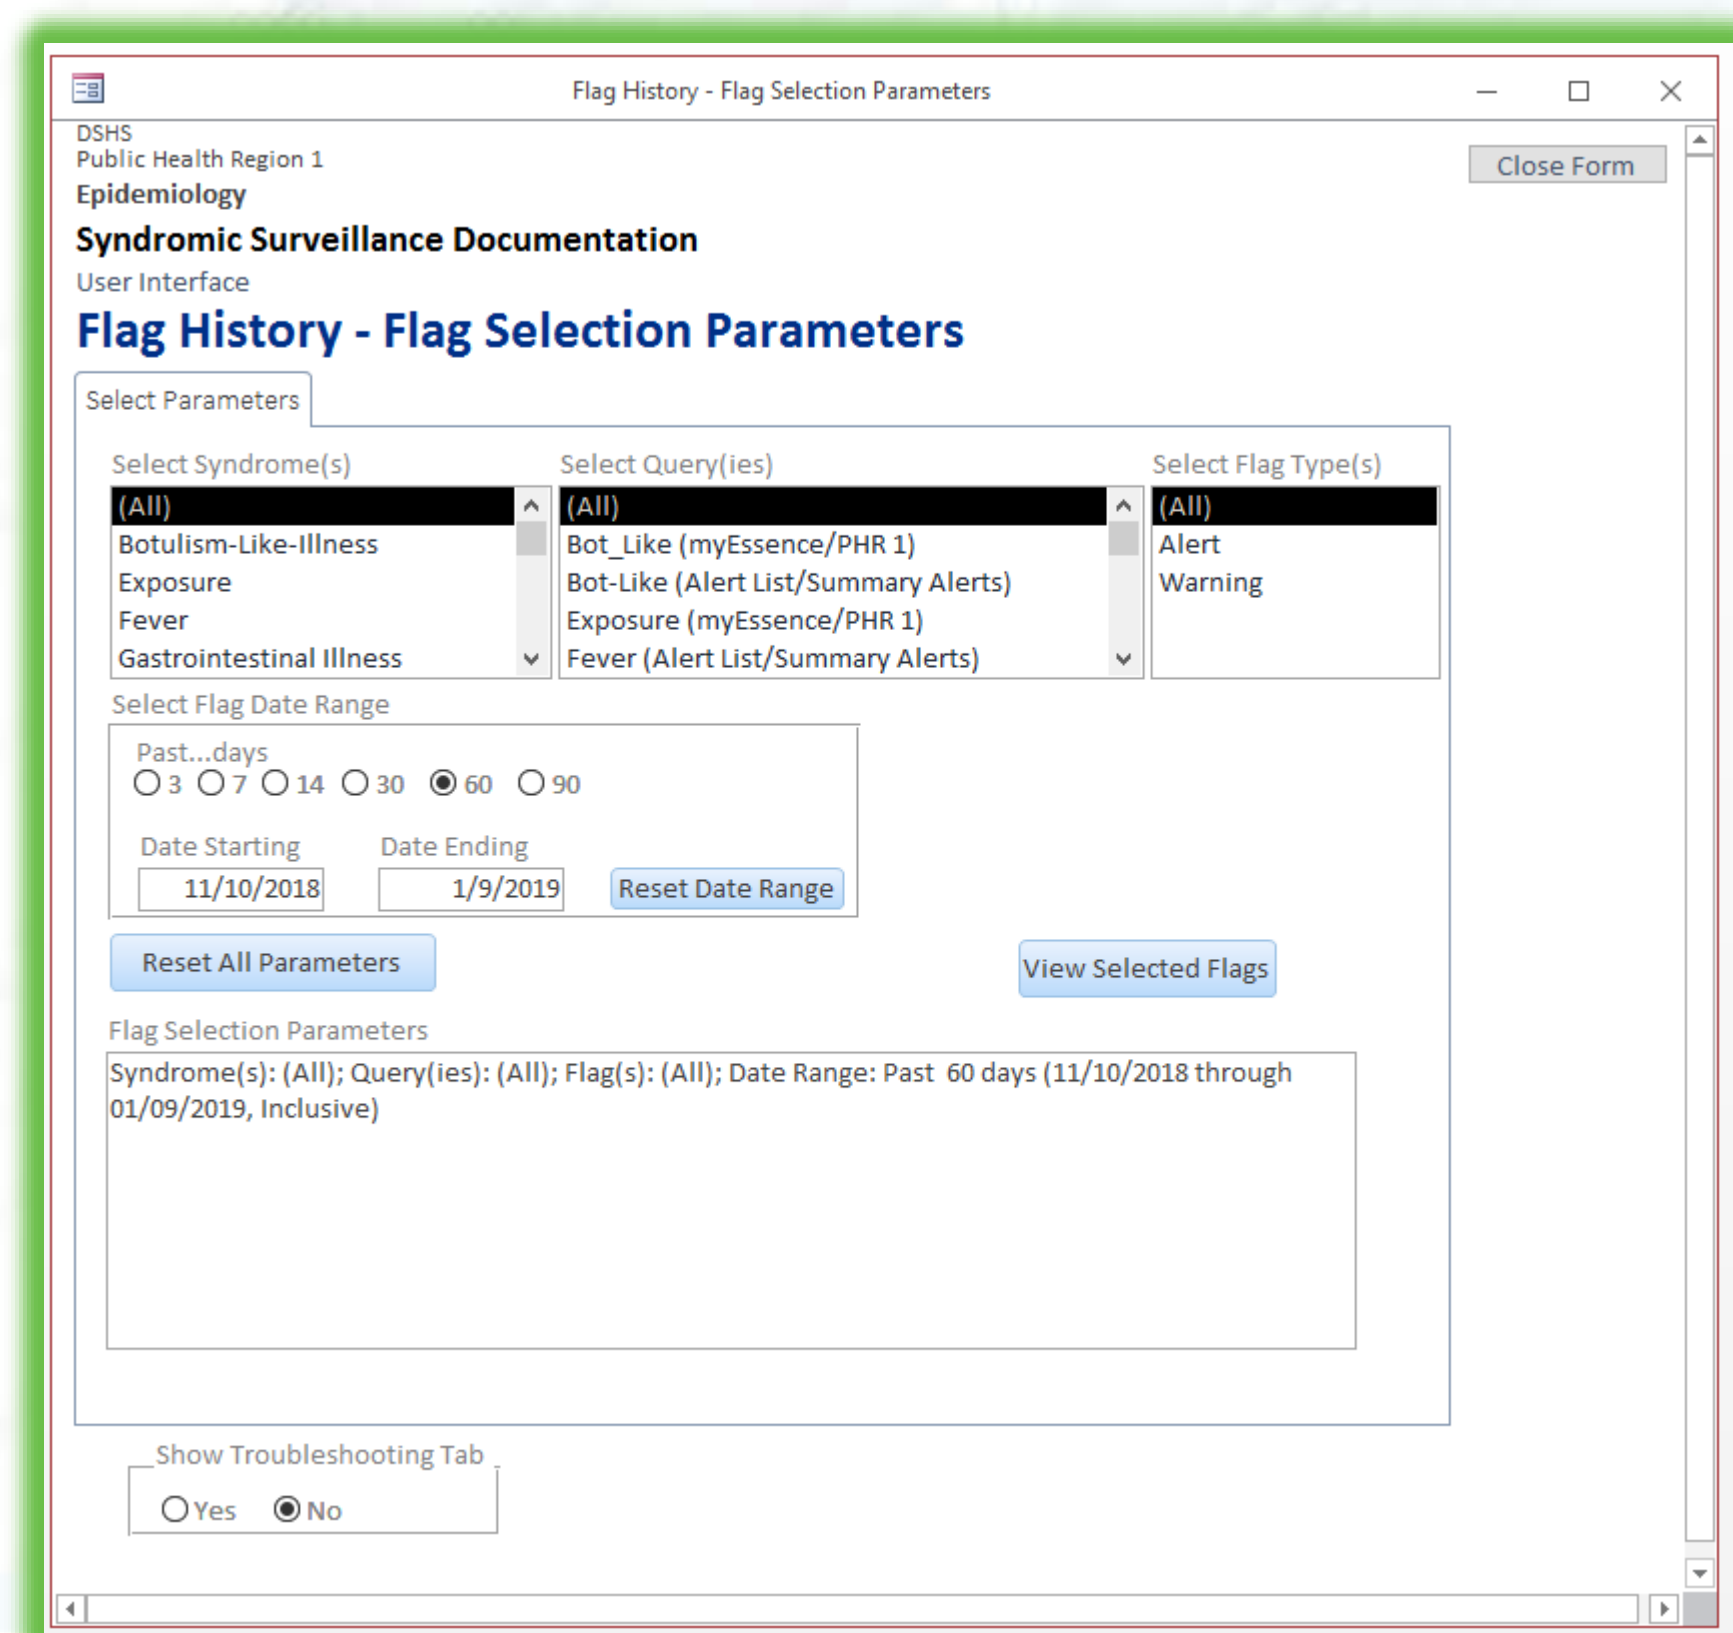 Flag History - Flag Selection Parameters
DSHS
Public Health Region 1
Close Form
Epidemiology
Syndromic Surveillance Documentation
User Interface
Flag History - Flag Selection Parameters
Select Parameters
Select Syndrome(s)
(All)
Botulism-Like-Illness
Exposure
Fever
Gastrointestinal Illness
Select Query(ies)
(All)
Bot_Like (myEssence/PHR 1)
Bot-Like (Alert List/Summary Alerts)
Exposure (myEssence/PHR 1)
Fever (Alert List/Summary Alerts)
Select Flag Type(s)
(All)
Alert
Warning
Select Flag Date Range
Past...days
3 7 14 30 60 90
Date Starting Date Ending
11/10/2018 1/9/2019 Reset Date Range
Reset All Parameters
View Selected Flags
Flag Selection Parameters
Syndrome(s): (All); Query(ies): (All); Flag(s): (All); Date Range: Past  60 days (11/10/2018 through
01/09/2019, Inclusive)
Show Troubleshooting Tab
Yes No